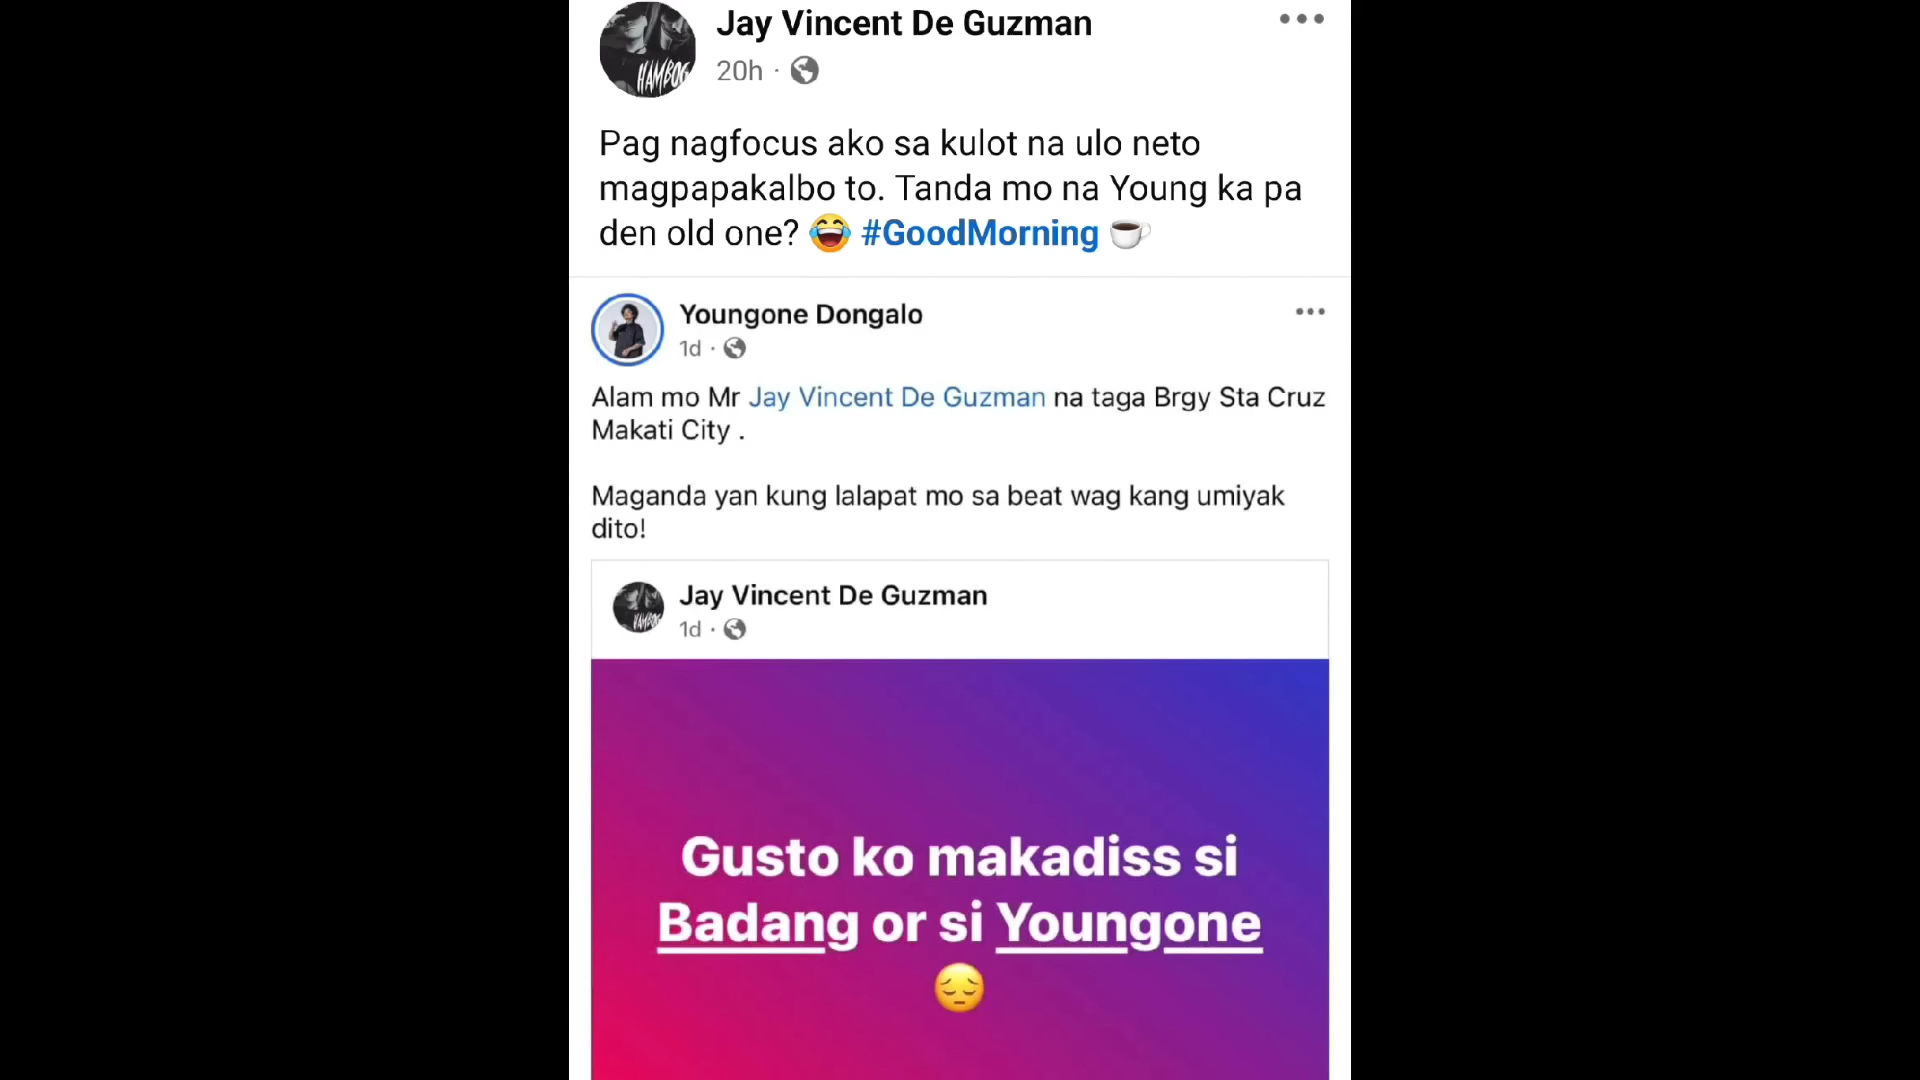 Jay Vincent De Guzman
20h ·
HAMBOG
Pag nagfocus ako sa kulot na ulo neto
magpapakalbo to. Tanda mo na Young ka pa
den old one? 😂 #GoodMorning ☕
Youngone Dongalo
1d ·
Alam mo Mr Jay Vincent De Guzman na taga Brgy Sta Cruz
Makati City .
Maganda yan kung lalapat mo sa beat wag kang umiyak
dito!
Jay Vincent De Guzman
1d ·
HAMBOG
Gusto ko makadiss si
Badang or si Youngone
😔